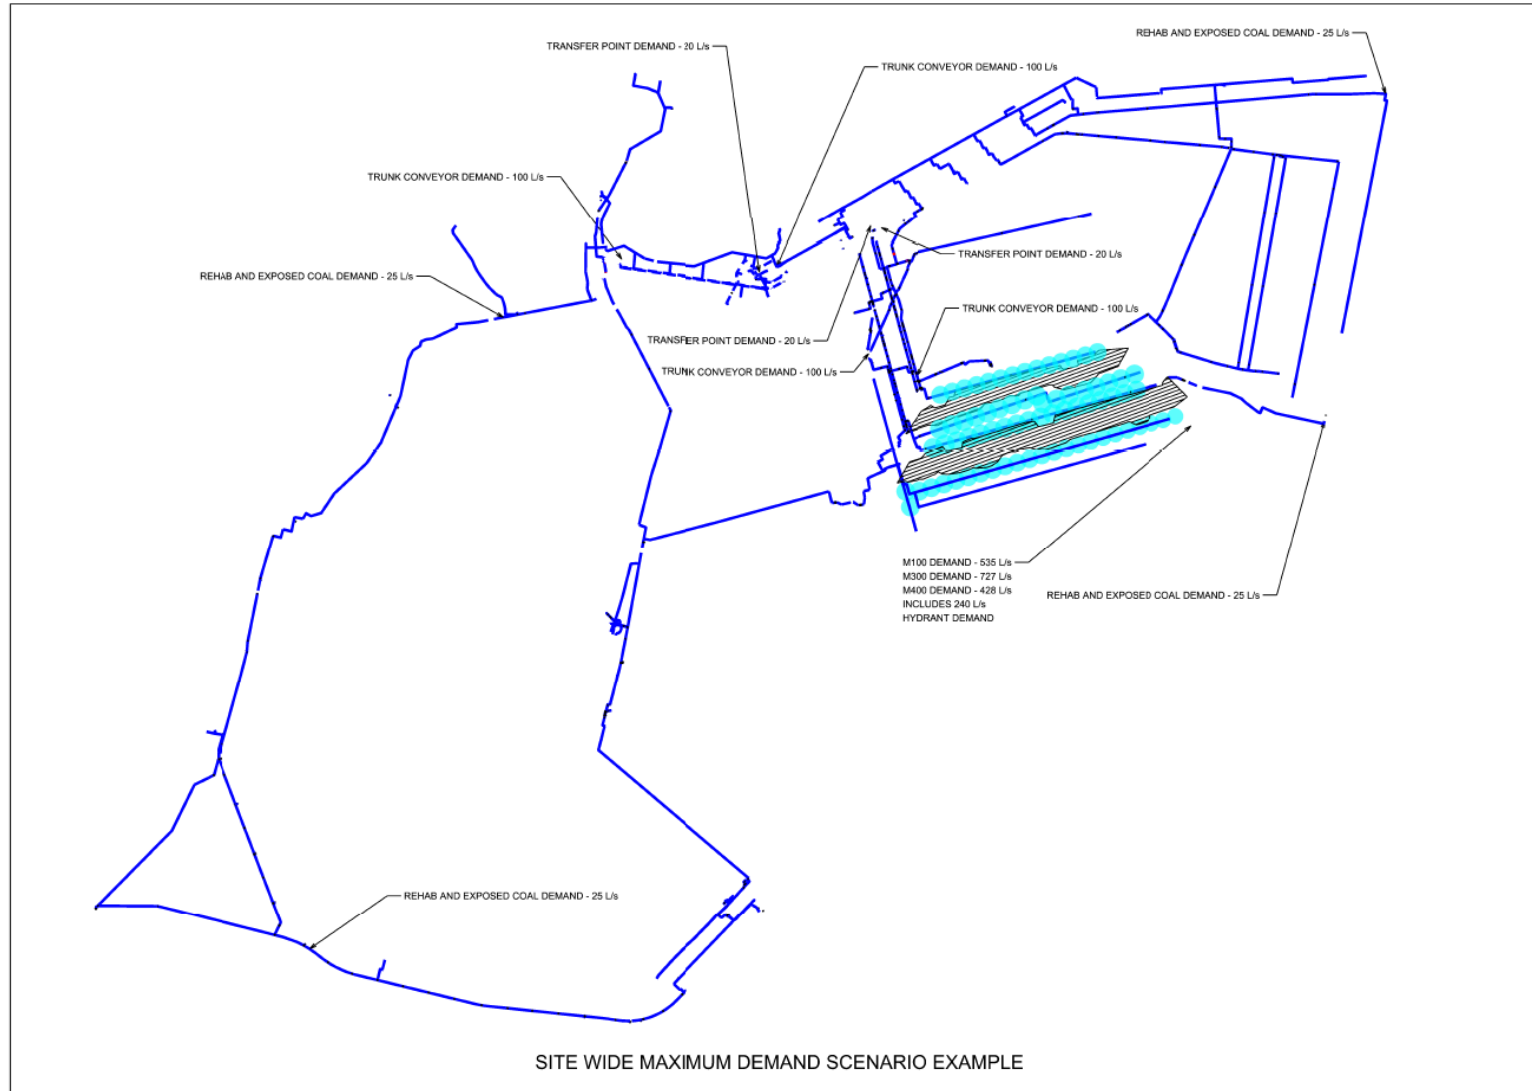 REHAB AND EXPOSED COAL DEMAND - 25 L/s
TRANSFER POINT DEMAND - 20 L/s
TRUNK CONVEYOR DEMAND - 100 L/s
TRUNK CONVEYOR DEMAND - 100 L/s
TRANSFER POINT DEMAND - 20 L/s
REHAB AND EXPOSED COAL DEMAND - 25 L/s
TRUNK CONVEYOR DEMAND - 100 L/s
TRANSFER POINT DEMAND - 20 L/s
TRUNK CONVEYOR DEMAND - 100 L/s
M100 DEMAND - 535 L/s
M300 DEMAND - 727 L/s
M400 DEMAND - 428 L/s
INCLUDES 240 L/s
HYDRANT DEMAND
REHAB AND EXPOSED COAL DEMAND - 25 L/s
REHAB AND EXPOSED COAL DEMAND - 25 L/s
SITE WIDE MAXIMUM DEMAND SCENARIO EXAMPLE